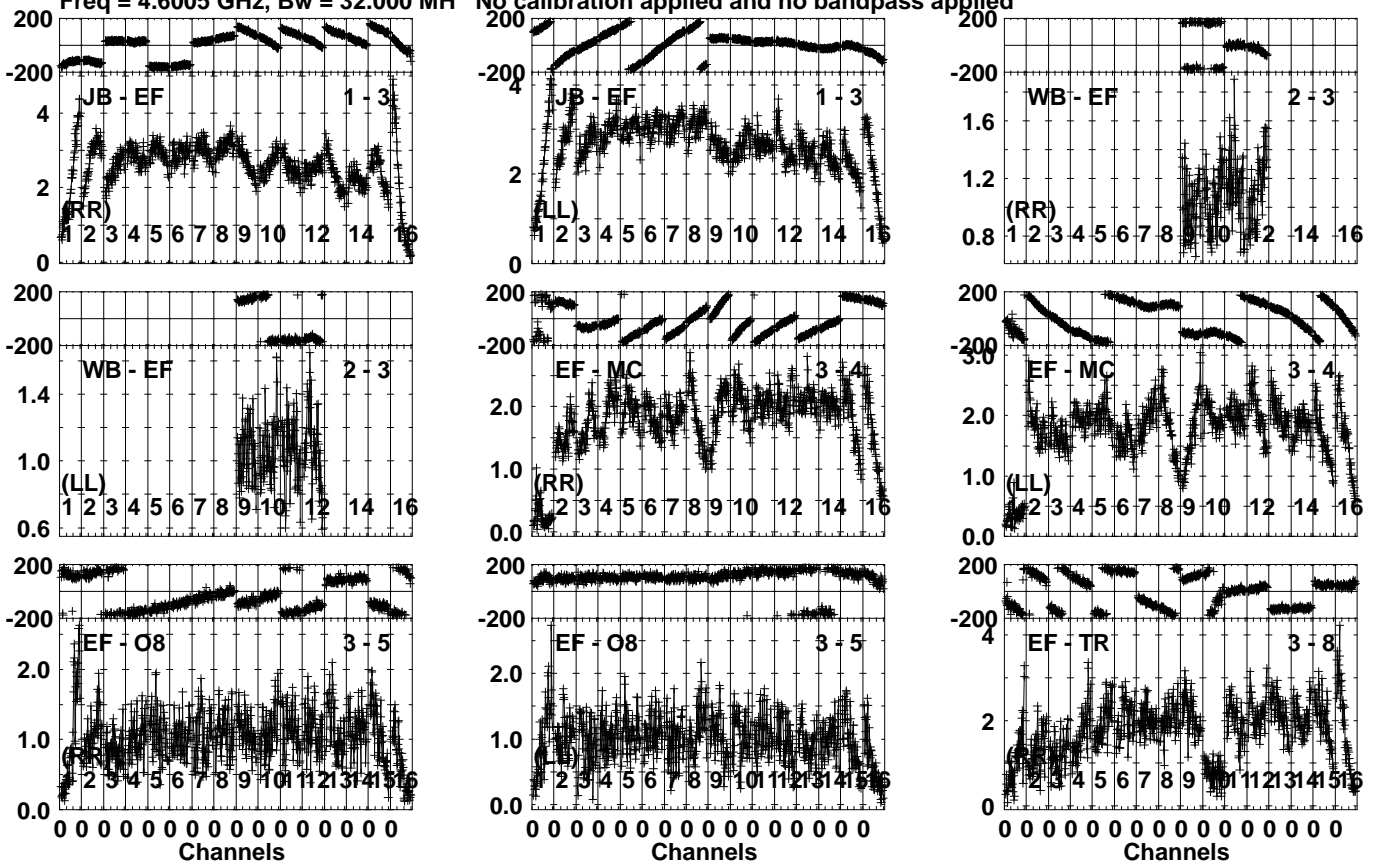 Freq = 4.6005 GHz, Bw = 32.000 MH No calibration applied and no bandpass applied
200
-200
4
2
0
JB - EF 1 - 3
(RR)
1 2 3 4 5 6 7 8 9 10 12 14 16
200
-200
4
2
0
JB - EF 1 - 3
(LL)
1 2 3 4 5 6 7 8 9 10 12 14 16
200
-200
1.6
1.2
0.8
WB - EF 2 - 3
(RR)
1 2 3 4 5 6 7 8 9 10 12 14 16
200
-200
1.4
1.0
0.6
WB - EF 2 - 3
(LL)
1 2 3 4 5 6 7 8 9 10 12 14 16
200
-200
2.0
1.0
0.0
EF - MC 3 - 4
(RR)
2 3 4 5 6 7 8 9 10 12 14 16
200
-200
3.0
2.0
1.0
0.0
EF - MC 3 - 4
(LL)
2 3 4 5 6 7 8 9 10 12 14 16
200
-200
2.0
1.0
0.0
EF - O8 3 - 5
(RR)
2 3 4 5 6 7 8 9 10 11 12 13 14 15 16
0 0 0 0 0 0 0 0 0 0 0 0 0 0 0 0
Channels
200
-200
2.0
1.0
0.0
EF - O8 3 - 5
(LL)
2 3 4 5 6 7 8 9 10 11 12 13 14 15 16
0 0 0 0 0 0 0 0 0 0 0 0 0 0 0 0
Channels
200
-200
4
2
0
EF - TR 3 - 8
(RR)
2 3 4 5 6 7 8 9 11 12 13 14 15 16
0 0 0 0 0 0 0 0 0 0 0 0 0 0 0 0
Channels